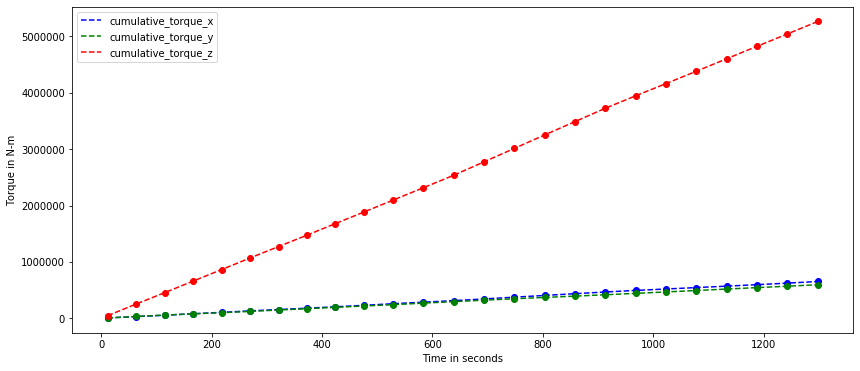 cumulative_torque_x
cumulative_torque_y
cumulative_torque_z
Torque in N-m
5000000
4000000
3000000
2000000
1000000
0
0 200 400 600 800 1000 1200
Time in seconds